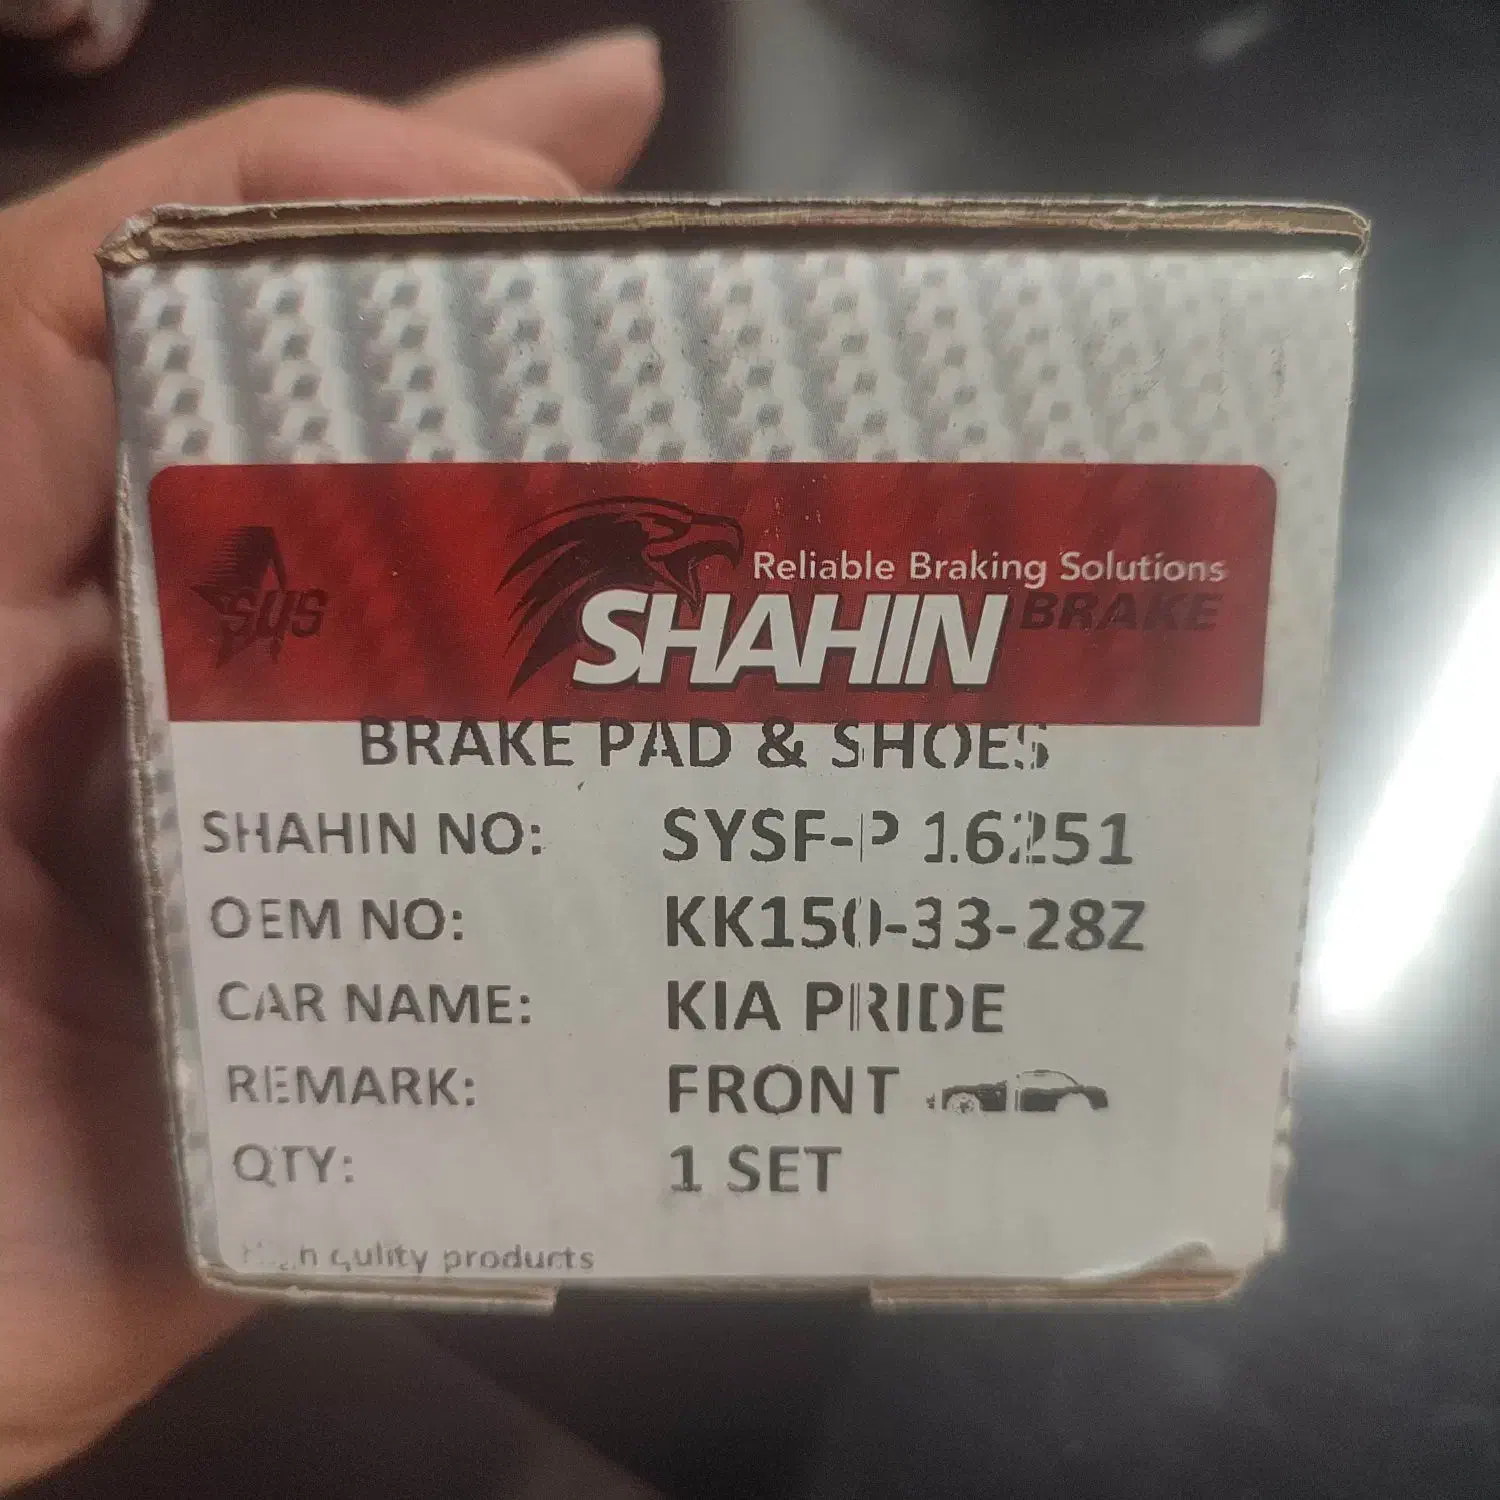 sys
Reliable Braking Solutions
SHAHIN BRAKE
BRAKE PAD & SHOES
SHAHIN NO: SYSF-P 16251
OEM NO: KK150-33-28Z
CAR NAME: KIA PRIDE
REMARK: FRONT
QTY: 1 SET
qulity products